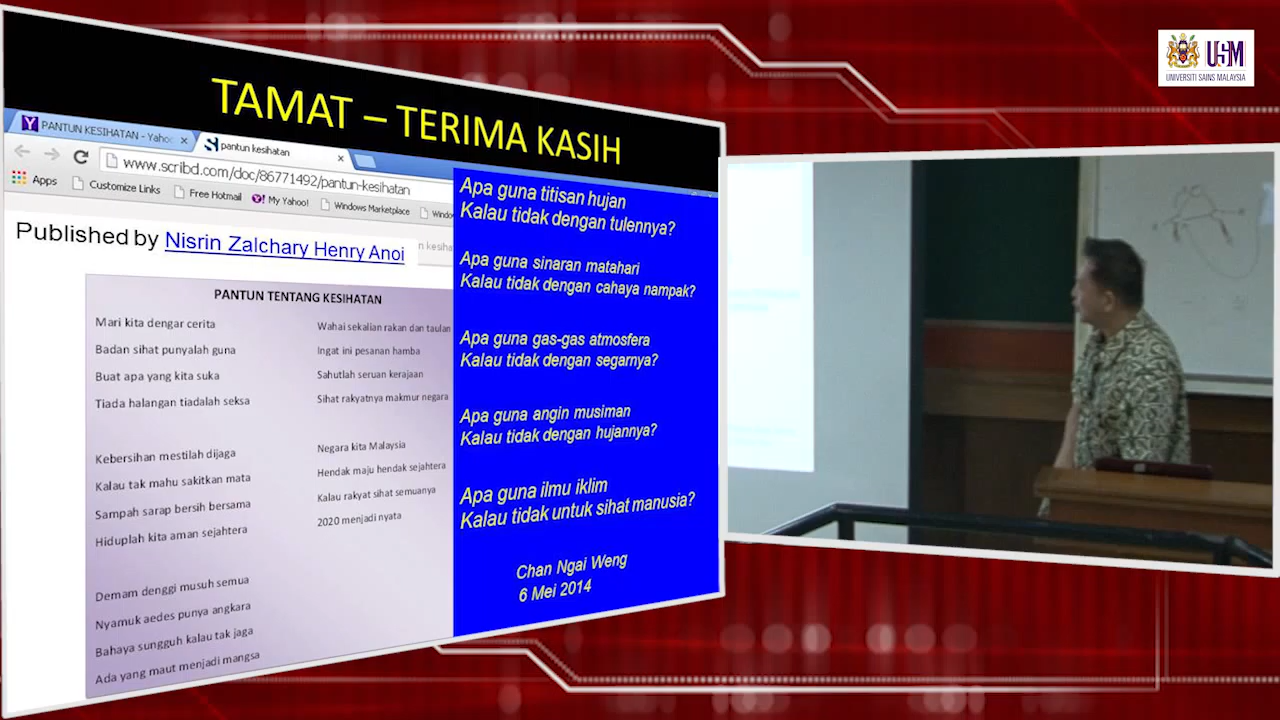 USM
UNIVERSITI SAINS MALAYSIA
TAMAT – TERIMA KASIH
PANTUN KESIHATAN - Yahoo
pantun kesihatan
www.scribd.com/doc/86771492/pantun-kesihatan
Apps
Customize Links
Free Hotmail
My Yahoo!
Windows Marketplace
Published by Nisrin Zalchary Henry Anoi
PANTUN TENTANG KESIHATAN
Mari kita dengar cerita
Badan sihat punyalah guna
Buat apa yang kita suka
Tiada halangan tiadalah seksa
Kebersihan mestilah dijaga
Kalau tak mahu sakitkan mata
Sampah sarap bersih bersama
Hiduplah kita aman sejahtera
Demam denggi musuh semua
Nyamuk aedes punya angkara
Bahaya sungguh kalau tak jaga
Ada yang maut menjadi mangsa
Wahai sekalian rakan dan taulan
Ingat ini pesanan hamba
Sahutlah seruan kerajaan
Sihat rakyatnya makmur negara
Negara kita Malaysia
Hendak maju hendak sejahtera
Kalau rakyat sihat semuanya
2020 menjadi nyata
Apa guna titisan hujan
Kalau tidak dengan tulennya?
Apa guna sinaran matahari
Kalau tidak dengan cahaya nampak?
Apa guna gas-gas atmosfera
Kalau tidak dengan segarnya?
Apa guna angin musiman
Kalau tidak dengan hujannya?
Apa guna ilmu iklim
Kalau tidak untuk sihat manusia?
Chan Ngai Weng
6 Mei 2014